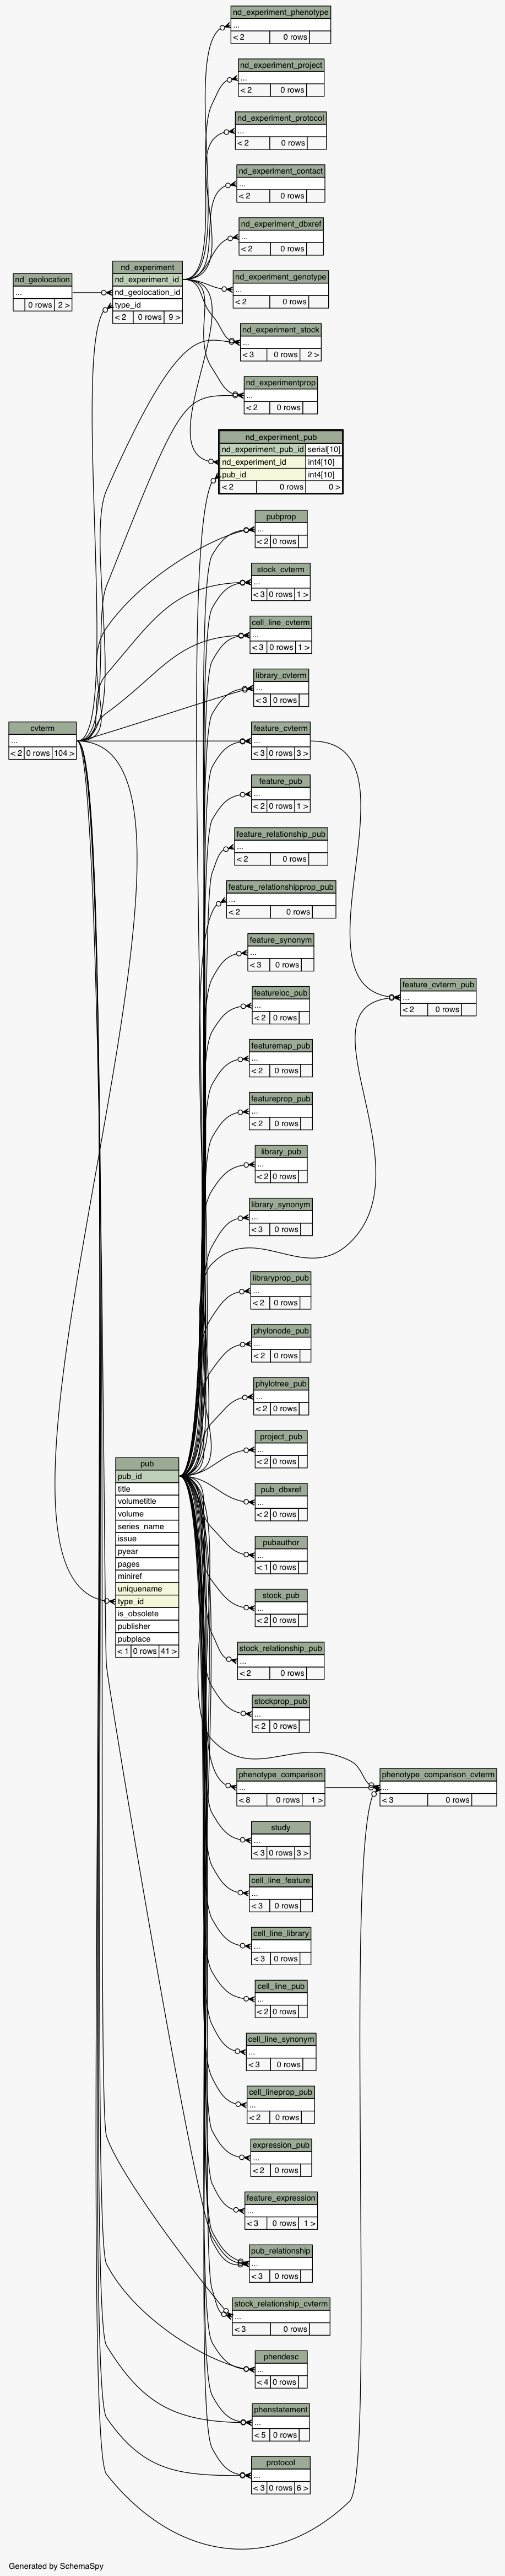 nd_experiment_phenotype
...
< 2 0 rows
nd_experiment_project
...
< 2 0 rows
nd_experiment_protocol
...
< 2 0 rows
nd_experiment_contact
...
< 2 0 rows
nd_experiment_dbxref
...
< 2 0 rows
nd_experiment
nd_experiment_id
nd_geolocation_id
type_id
< 2 0 rows 9 >
nd_geolocation
...
0 rows 2 >
nd_experiment_genotype
...
< 2 0 rows
nd_experiment_stock
...
< 3 0 rows 2 >
nd_experimentprop
...
< 2 0 rows
nd_experiment_pub
nd_experiment_pub_id serial[10]
nd_experiment_id int4[10]
pub_id int4[10]
< 2 0 rows 0 >
pubprop
...
< 2 0 rows
stock_cvterm
...
< 3 0 rows 1 >
cell_line_cvterm
...
< 3 0 rows 1 >
library_cvterm
...
< 3 0 rows
cvterm
...
< 2 0 rows 104 >
feature_cvterm
...
< 3 0 rows 3 >
feature_pub
...
< 2 0 rows 1 >
feature_relationship_pub
...
< 2 0 rows
feature_relationshipprop_pub
...
< 2 0 rows
feature_synonym
...
< 3 0 rows
feature_cvterm_pub
...
< 2 0 rows
featureloc_pub
...
< 2 0 rows
featuremap_pub
...
< 2 0 rows
featureprop_pub
...
< 2 0 rows
library_pub
...
< 2 0 rows
library_synonym
...
< 3 0 rows
libraryprop_pub
...
< 2 0 rows
phylonode_pub
...
< 2 0 rows
phylotree_pub
...
< 2 0 rows
project_pub
...
< 2 0 rows
pub
pub_id
title
volumetitle
volume
series_name
issue
pyear
pages
miniref
uniquename
type_id
is_obsolete
publisher
pubplace
< 1 0 rows 41 >
pub_dbxref
...
< 2 0 rows
pubauthor
...
< 1 0 rows
stock_pub
...
< 2 0 rows
stock_relationship_pub
...
< 2 0 rows
stockprop_pub
...
< 2 0 rows
phenotype_comparison
...
< 8 0 rows 1 >
phenotype_comparison_cvterm
...
< 3 0 rows
study
...
< 3 0 rows 3 >
cell_line_feature
...
< 3 0 rows
cell_line_library
...
< 3 0 rows
cell_line_pub
...
< 2 0 rows
cell_line_synonym
...
< 3 0 rows
cell_lineprop_pub
...
< 2 0 rows
expression_pub
...
< 2 0 rows
feature_expression
...
< 3 0 rows 1 >
pub_relationship
...
< 3 0 rows
stock_relationship_cvterm
...
< 3 0 rows
phendesc
...
< 4 0 rows
phenstatement
...
< 5 0 rows
protocol
...
< 3 0 rows 6 >
Generated by SchemaSpy